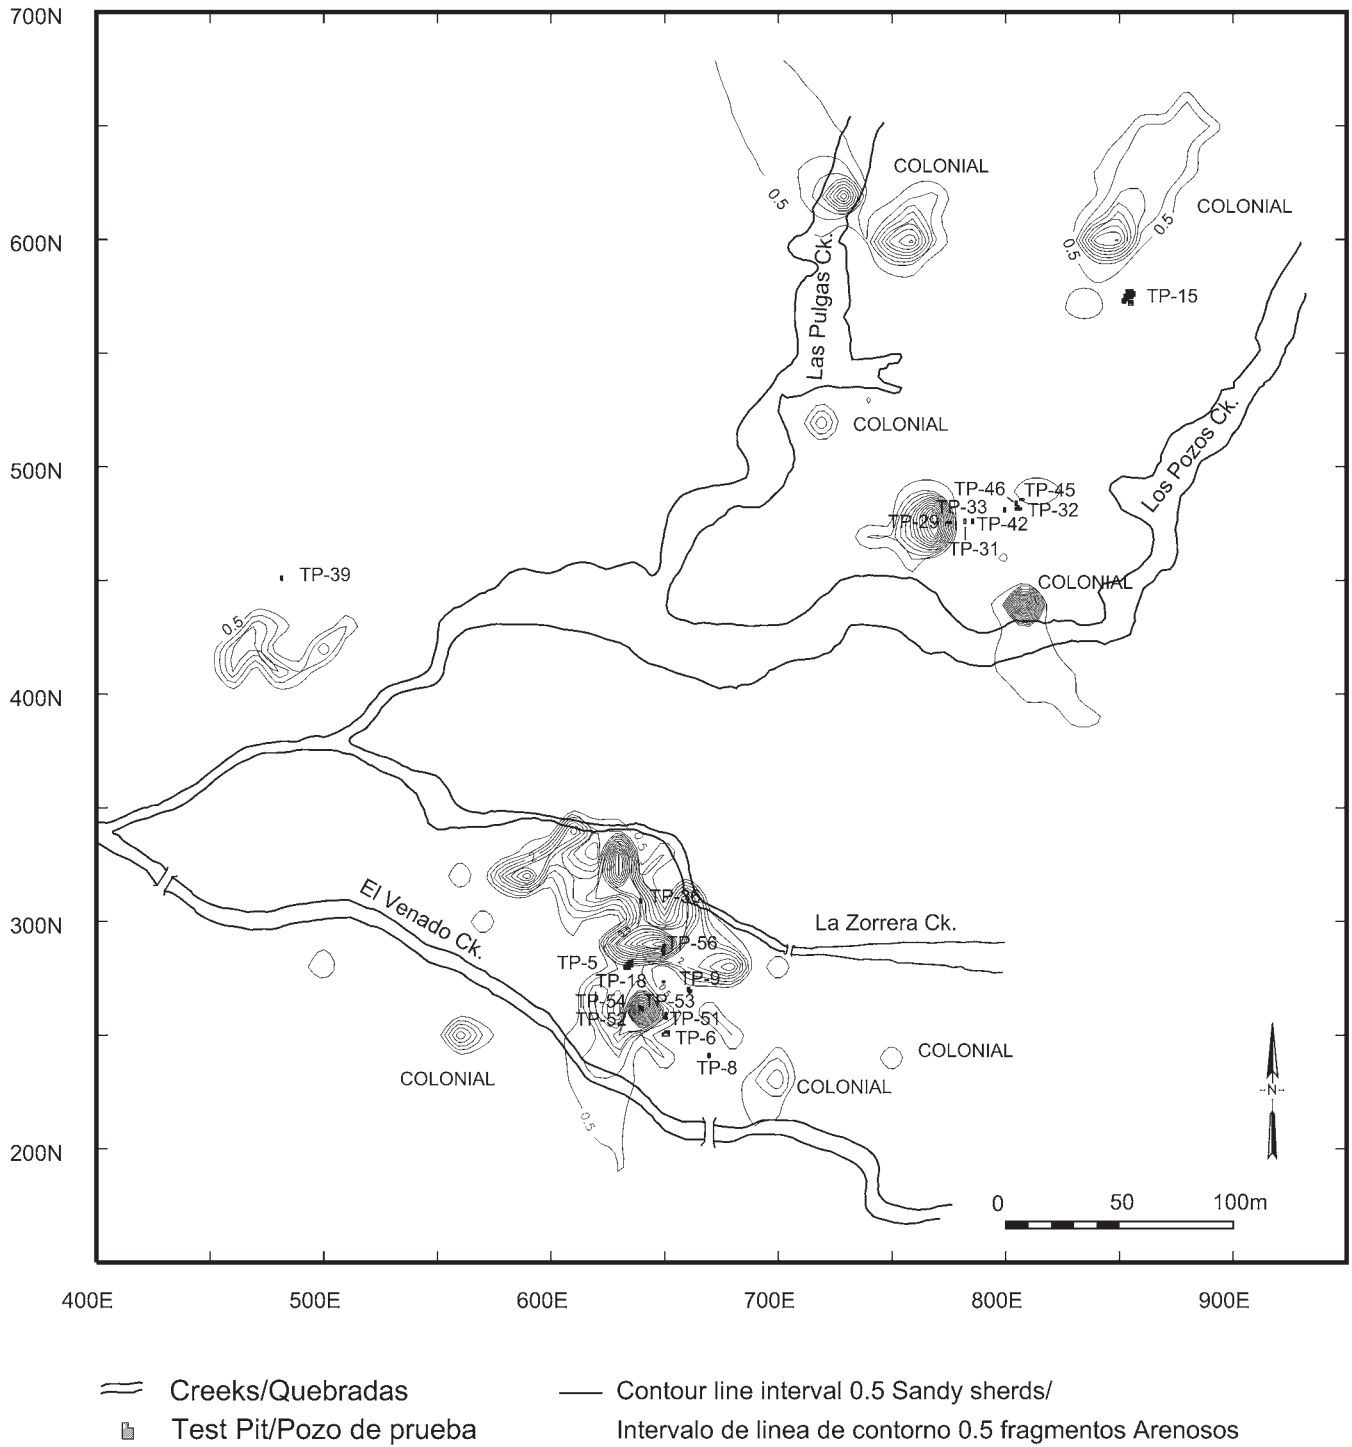 700N
COLONIAL
0.5
COLONIAL
0.5
0.5
600N
Las Pulgas Ck.
TP-15
COLONIAL
Los Pozos Ck.
500N
TP-46
TP-45
TP-33
TP-32
TP-29
TP-42
TP-31
COLONIAL
TP-39
0.5
400N
El Venado Ck.
TP-36
300N
La Zorrera Ck.
TP-56
TP-5
2
TP-18
TP-9
TP-54
TP-53
TP-52
TP-51
TP-6
TP-8
COLONIAL
COLONIAL
COLONIAL
0.5
N
200N
0 50 100m
400E 500E 600E 700E 800E 900E
Creeks/Quebradas
Contour line interval 0.5 Sandy sherds/
Test Pit/Pozo de prueba
Intervalo de linea de contorno 0.5 fragmentos Arenosos